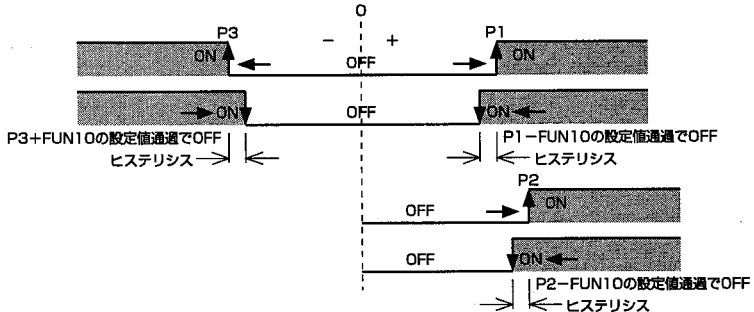 0
P3
P1
− +
ON
OFF
ON
ON
OFF
ON
P3+FUN10の設定値通過でOFF
P1−FUN10の設定値通過でOFF
ヒステリシス
ヒステリシス
P2
OFF
ON
OFF
ON
P2−FUN10の設定値通過でOFF
ヒステリシス